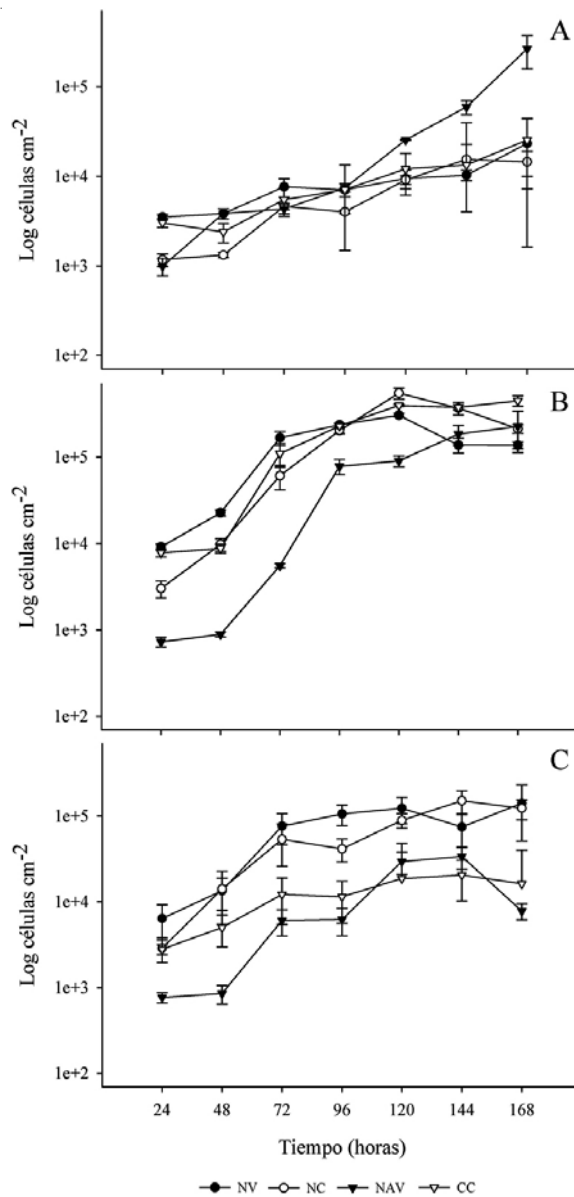 A
Log células cm-2
1e+5
1e+4
1e+3
1e+2
B
Log células cm-2
1e+5
1e+4
1e+3
1e+2
C
Log células cm-2
1e+5
1e+4
1e+3
1e+2
24 48 72 96 120 144 168
Tiempo (horas)
NV NC NAV CC